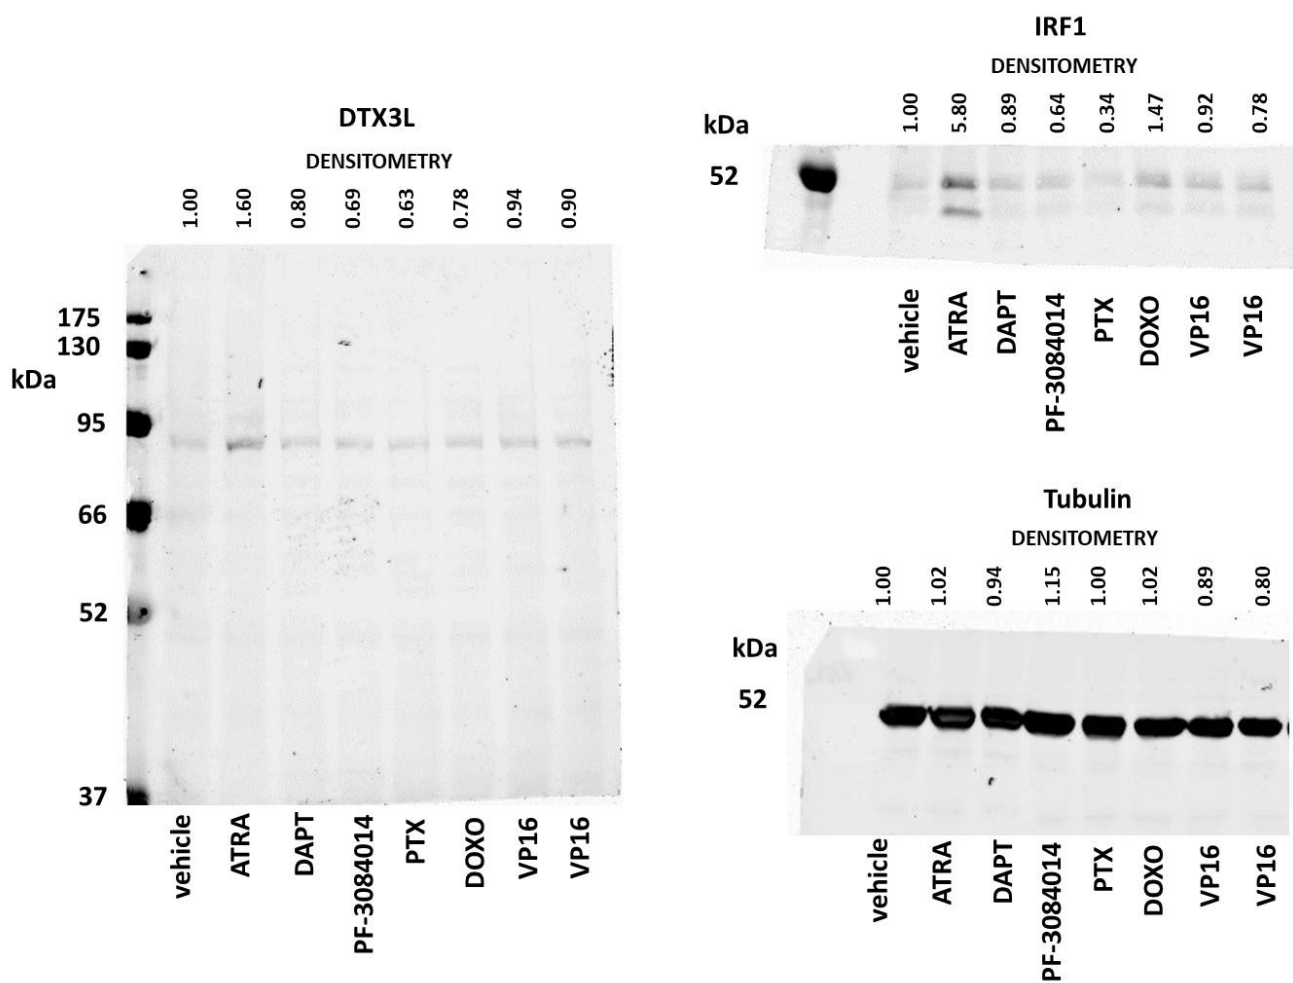 DTX3L
DENSITOMETRY
1.00 1.60 0.80 0.69 0.63 0.78 0.94 0.90
175
130
kDa
95
66
52
37
vehicle ATRA DAPT PF-3084014 PTX DOXO VP16 VP16
IRF1
DENSITOMETRY
1.00 5.80 0.89 0.64 0.34 1.47 0.92 0.78
kDa
52
vehicle ATRA DAPT PF-3084014 PTX DOXO VP16 VP16
Tubulin
DENSITOMETRY
1.00 1.02 0.94 1.15 1.00 1.02 0.89 0.80
kDa
52
vehicle ATRA DAPT PF-3084014 PTX DOXO VP16 VP16